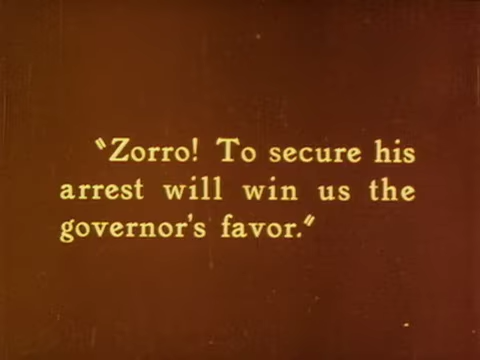 "Zorro! To secure his
arrest will win us the
governor's favor."